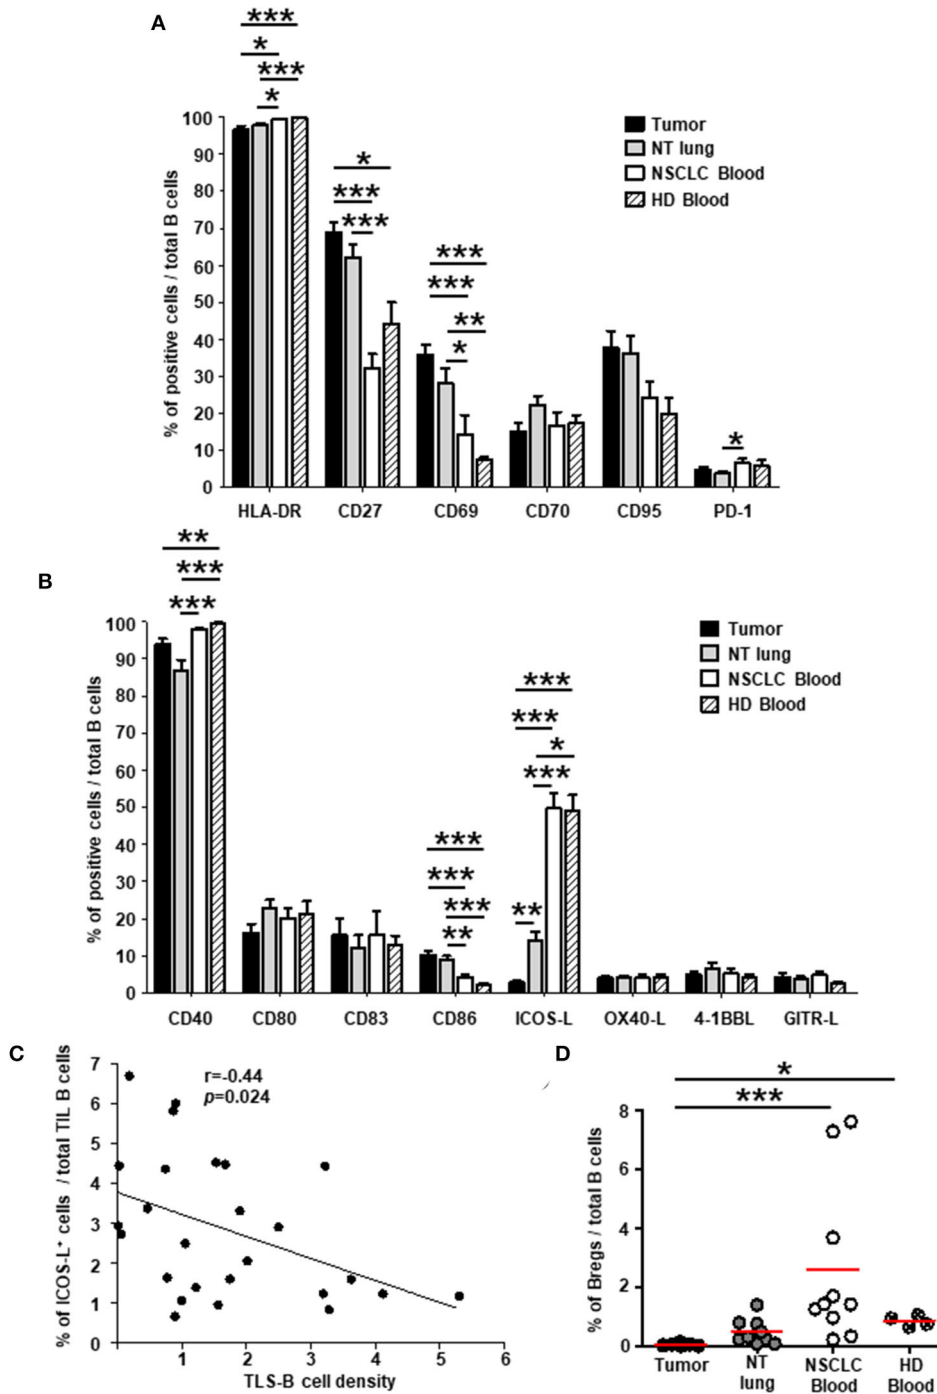 A
***
*
***
*
100
90
80
70
60
50
40
30
20
10
0
% of positive cells / total B cells
Tumor
NT lung
NSCLC Blood
HD Blood
*
***
***
***
***
**
*
*
HLA-DR CD27 CD69 CD70 CD95 PD-1
B
**
***
***
100
90
80
70
60
50
40
30
20
10
0
% of positive cells / total B cells
Tumor
NT lung
NSCLC Blood
HD Blood
***
***
***
**
***
***
*
***
**
CD40 CD80 CD83 CD86 ICOS-L OX40-L 4-1BBL GITR-L
C
% of ICOS-L+ cells / total TIL B cells
7
6
5
4
3
2
1
0
r=-0.44
p=0.024
1 2 3 4 5 6
TLS-B cell density
D
*
***
% of Bregs / total B cells
8
6
4
2
0
Tumor NT lung NSCLC Blood HD Blood